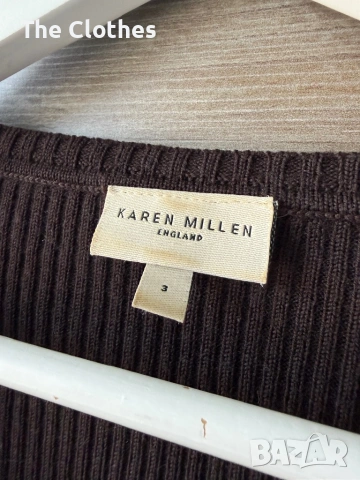 The Clothes
KAREN MILLEN
ENGLAND
3
BAZAR